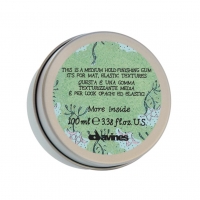 THIS IS A MEDIUM HOLD FINISHING GUM
IT'S FOR MAT, ELASTIC TEXTURES
QUESTA È UNA GOMMA
TEXTURIZZANTE MEDIA
È PER LOOK OPACHI ED ELASTICI
More inside
100 ml e 3.38 fl.oz. U.S.
davines